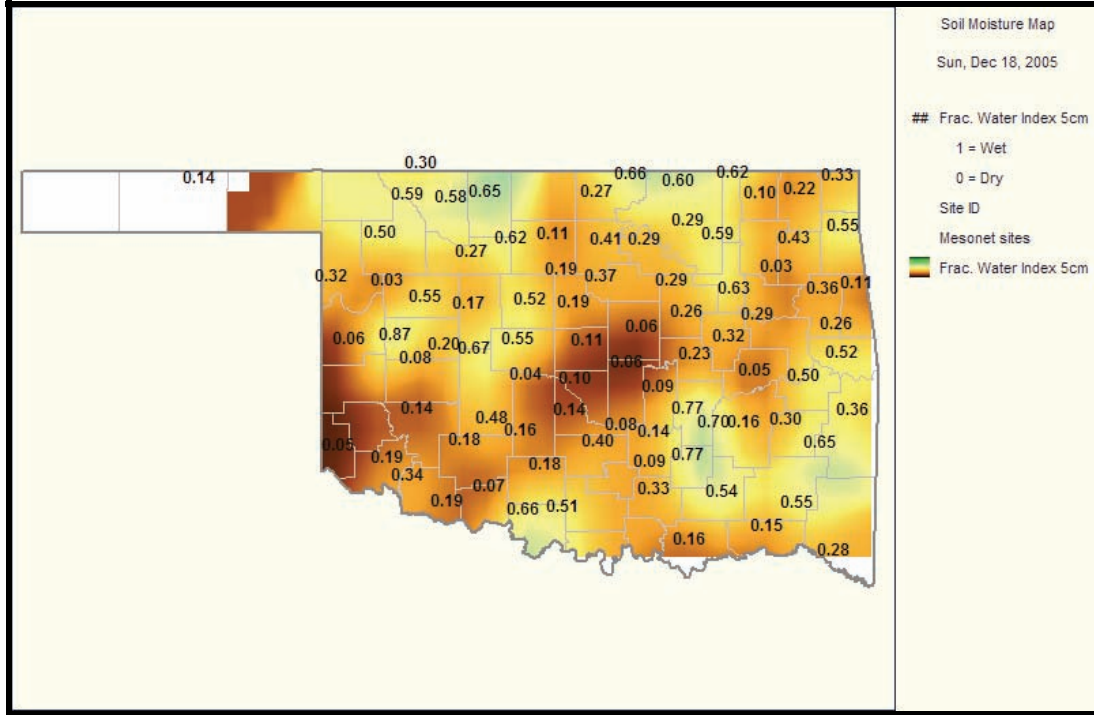 Soil Moisture Map
Sun, Dec 18, 2005
## Frac. Water Index 5cm
1 = Wet
0 = Dry
Site ID
Mesonet sites
Frac. Water Index 5cm
0.30
0.14 0.66 0.60 0.62 0.33
0.59 0.58 0.65 0.27 0.10 0.22
0.50 0.62 0.11 0.41 0.29 0.29 0.59 0.43 0.55
0.27
0.32 0.03 0.19 0.37 0.29 0.63 0.03 0.36 0.11
0.55 0.17 0.52 0.19 0.26 0.29 0.26
0.06 0.87 0.20 0.67 0.55 0.11 0.06 0.32
0.08 0.06 0.23 0.52
0.04 0.10 0.09 0.05 0.50
0.14 0.48 0.14 0.77 0.36
0.18 0.16 0.08 0.14 0.70 0.16 0.30
0.05 0.40 0.77 0.65
0.19 0.18 0.09
0.34 0.07 0.33 0.54
0.19 0.66 0.51 0.55
0.16 0.15
0.28